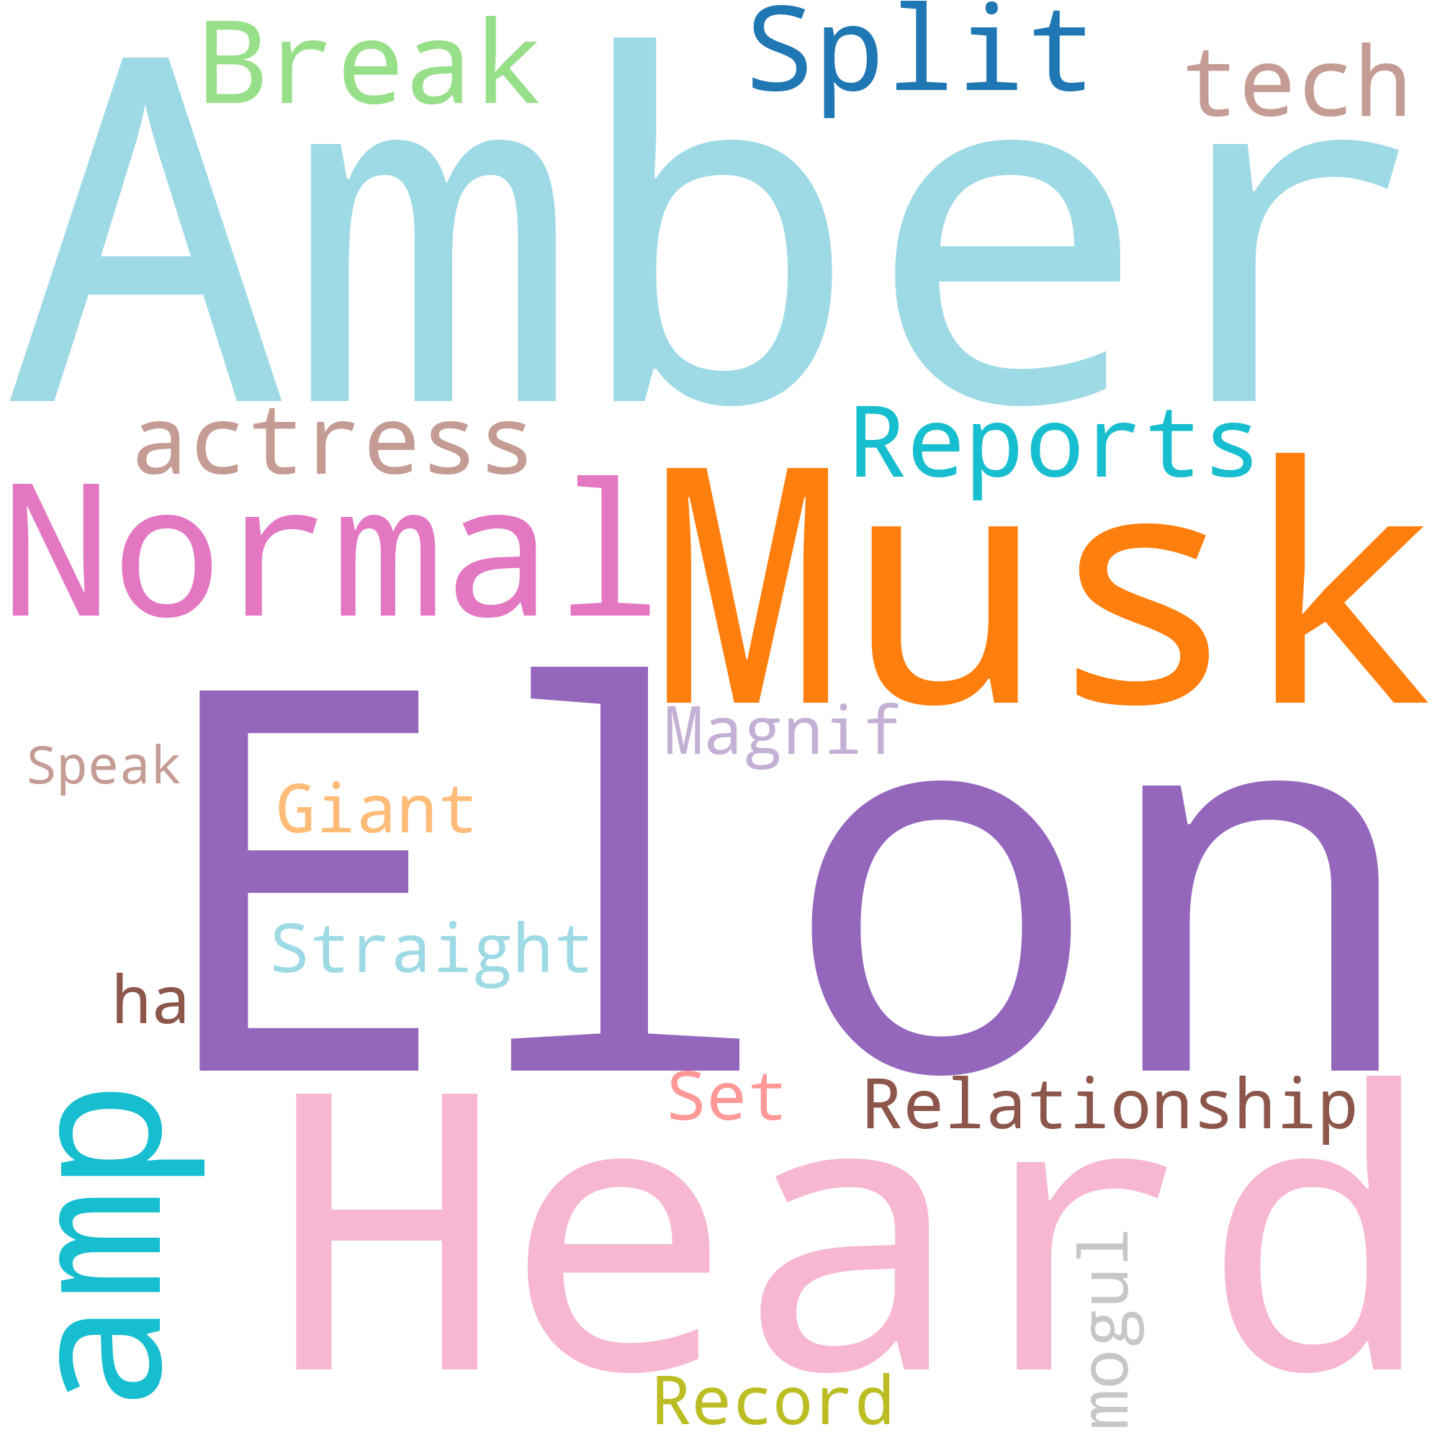 Break
Split
tech
Amber
actress
Reports
Normal
Musk
Magnif
Speak
Elon
Giant
Straight
ha
Set
Relationship
amp
Heard
mogul
Record